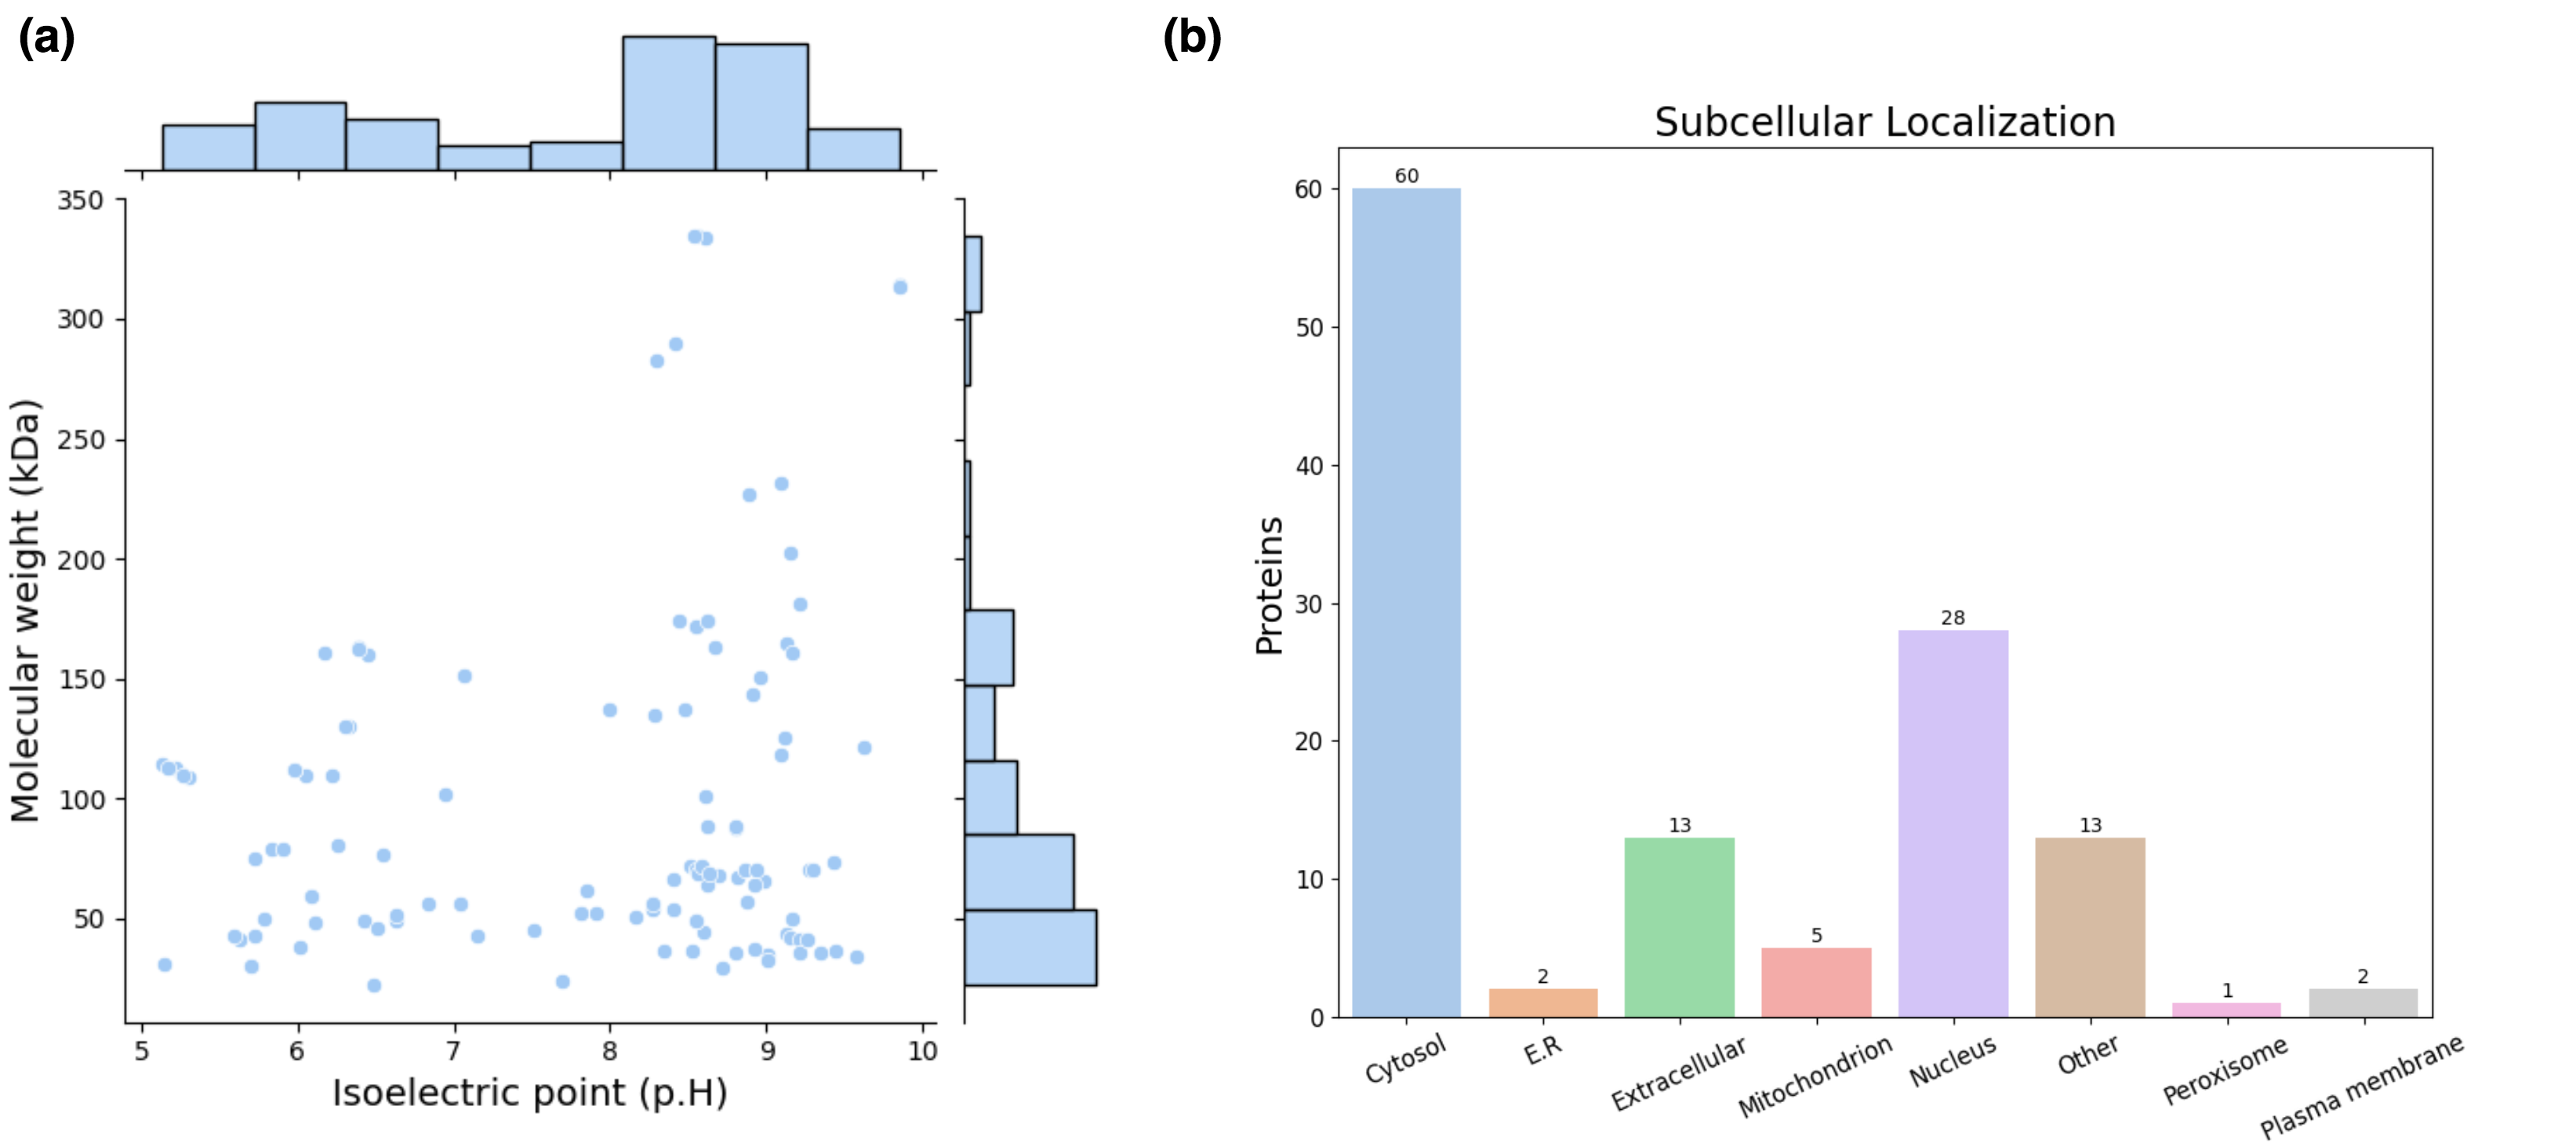 (a)
350
300
250
200
150
100
50
Molecular weight (kDa)
5 6 7 8 9 10
Isoelectric point (p.H)
(b)
Subcellular Localization
60
50
40
30
20
10
0
Proteins
60
2
13
5
28
13
1
2
Cytosol
E.R
Extracellular
Mitochondrion
Nucleus
Other
Peroxisome
Plasma membrane